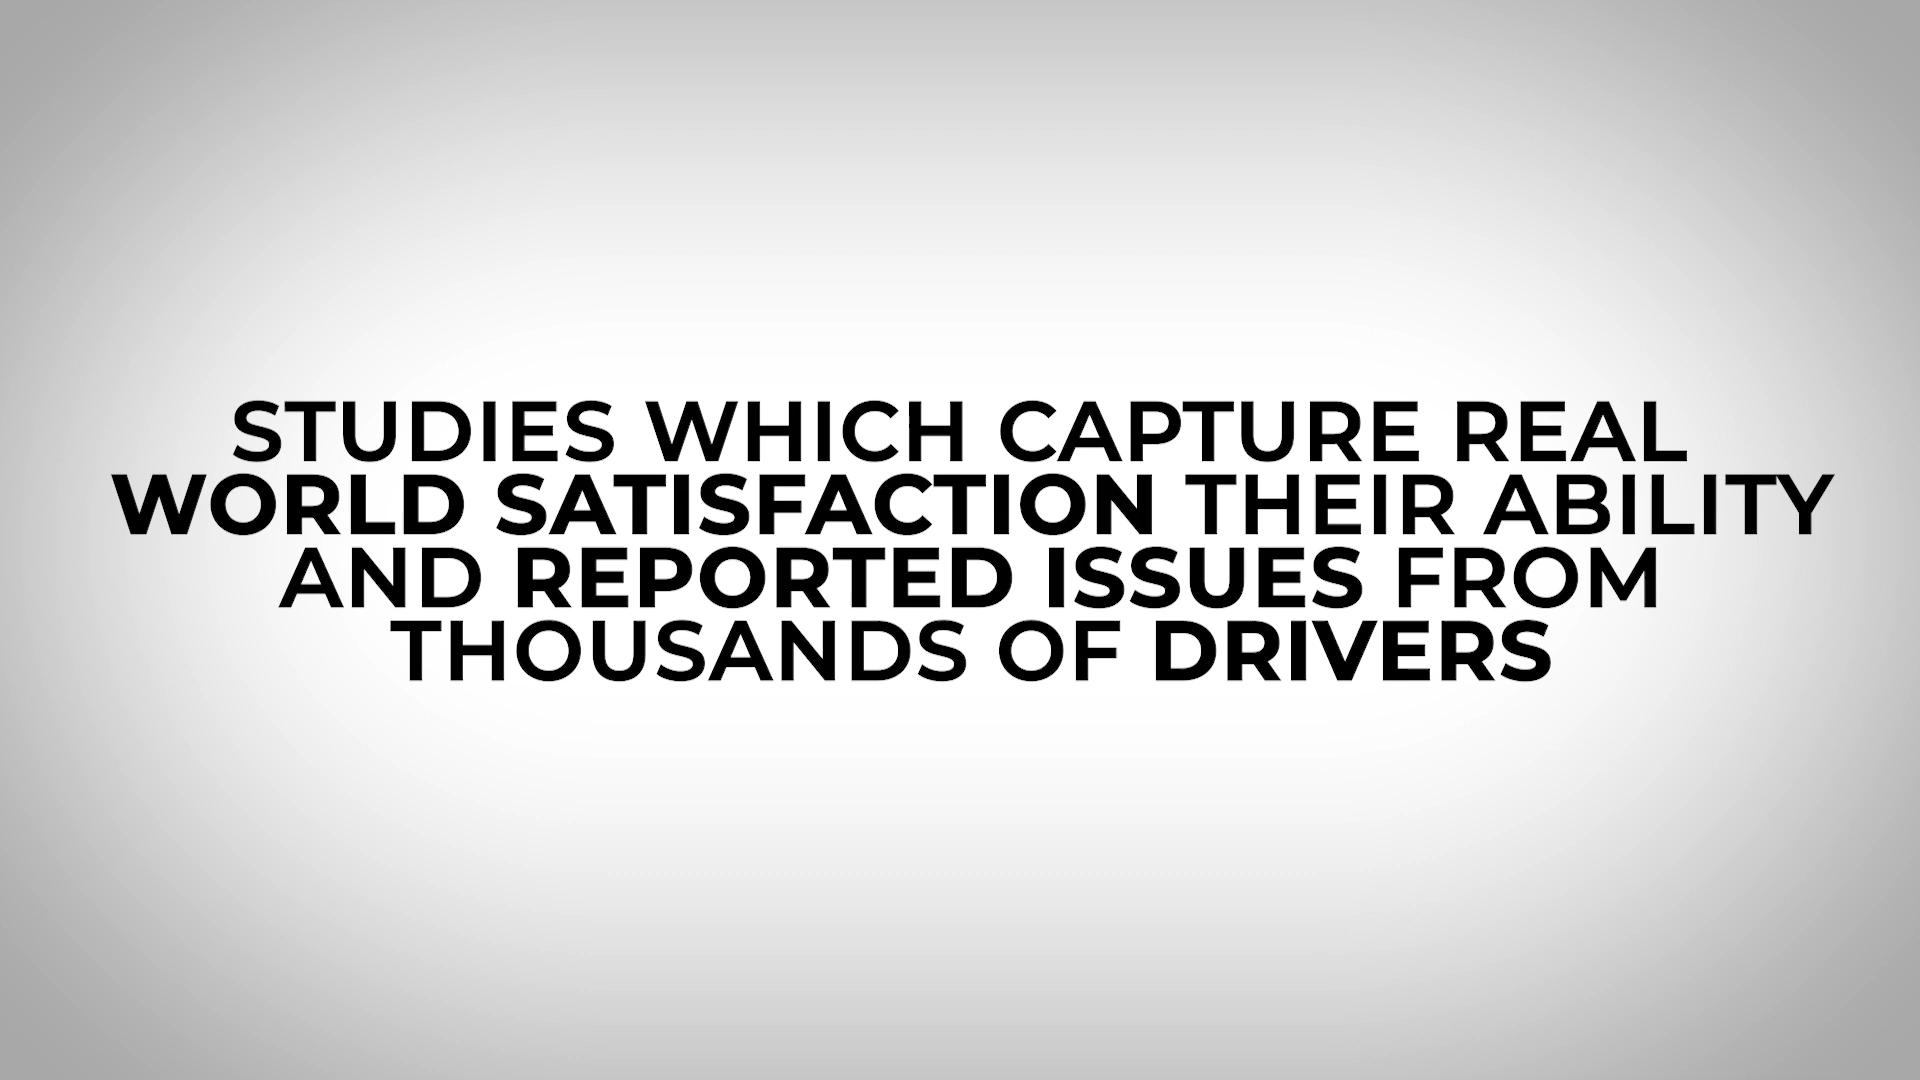 STUDIES WHICH CAPTURE REAL
WORLD SATISFACTION THEIR ABILITY
AND REPORTED ISSUES FROM
THOUSANDS OF DRIVERS